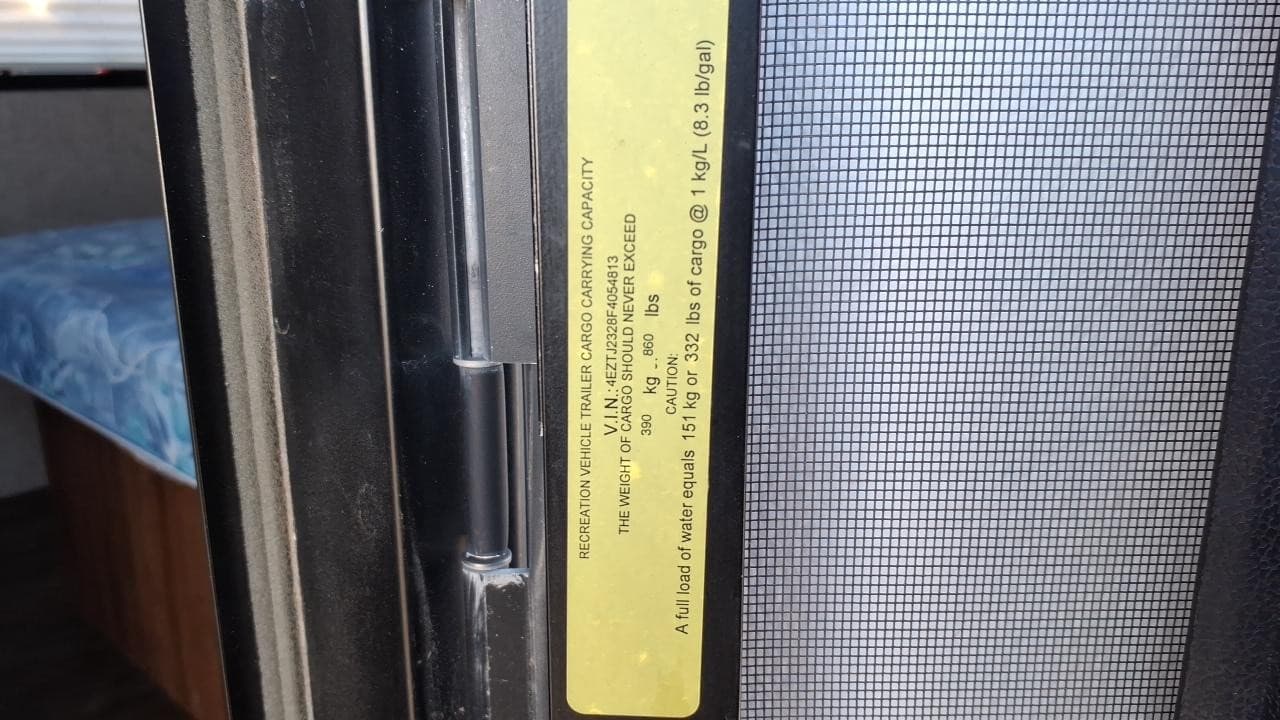 RECREATION VEHICLE TRAILER CARGO CARRYING CAPACITY
V.I.N.:4EZTJ2328F4054813
THE WEIGHT OF CARGO SHOULD NEVER EXCEED
390 kg -. 860 lbs
CAUTION:
A full load of water equals 151 kg or 332 lbs of cargo @ 1 kg/L (8.3 lb/gal)